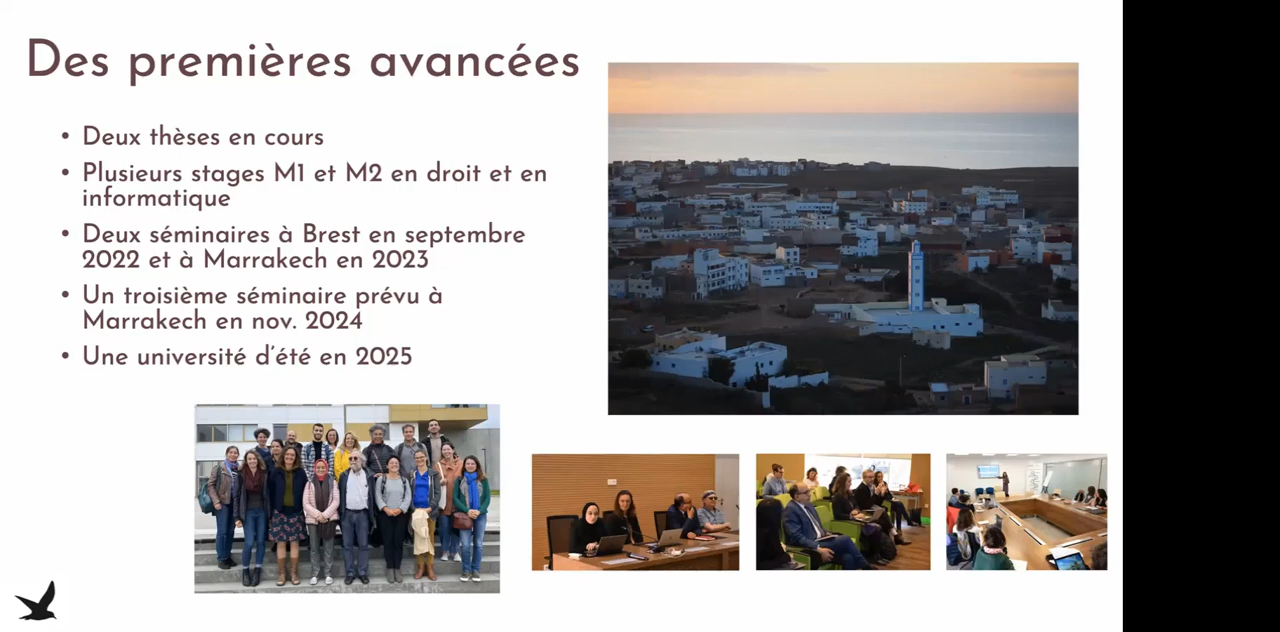 Des premières avancées
• Deux thèses en cours
• Plusieurs stages M1 et M2 en droit et en
informatique
• Deux séminaires à Brest en septembre
2022 et à Marrakech en 2023
• Un troisième séminaire prévu à
Marrakech en nov. 2024
• Une université d’été en 2025